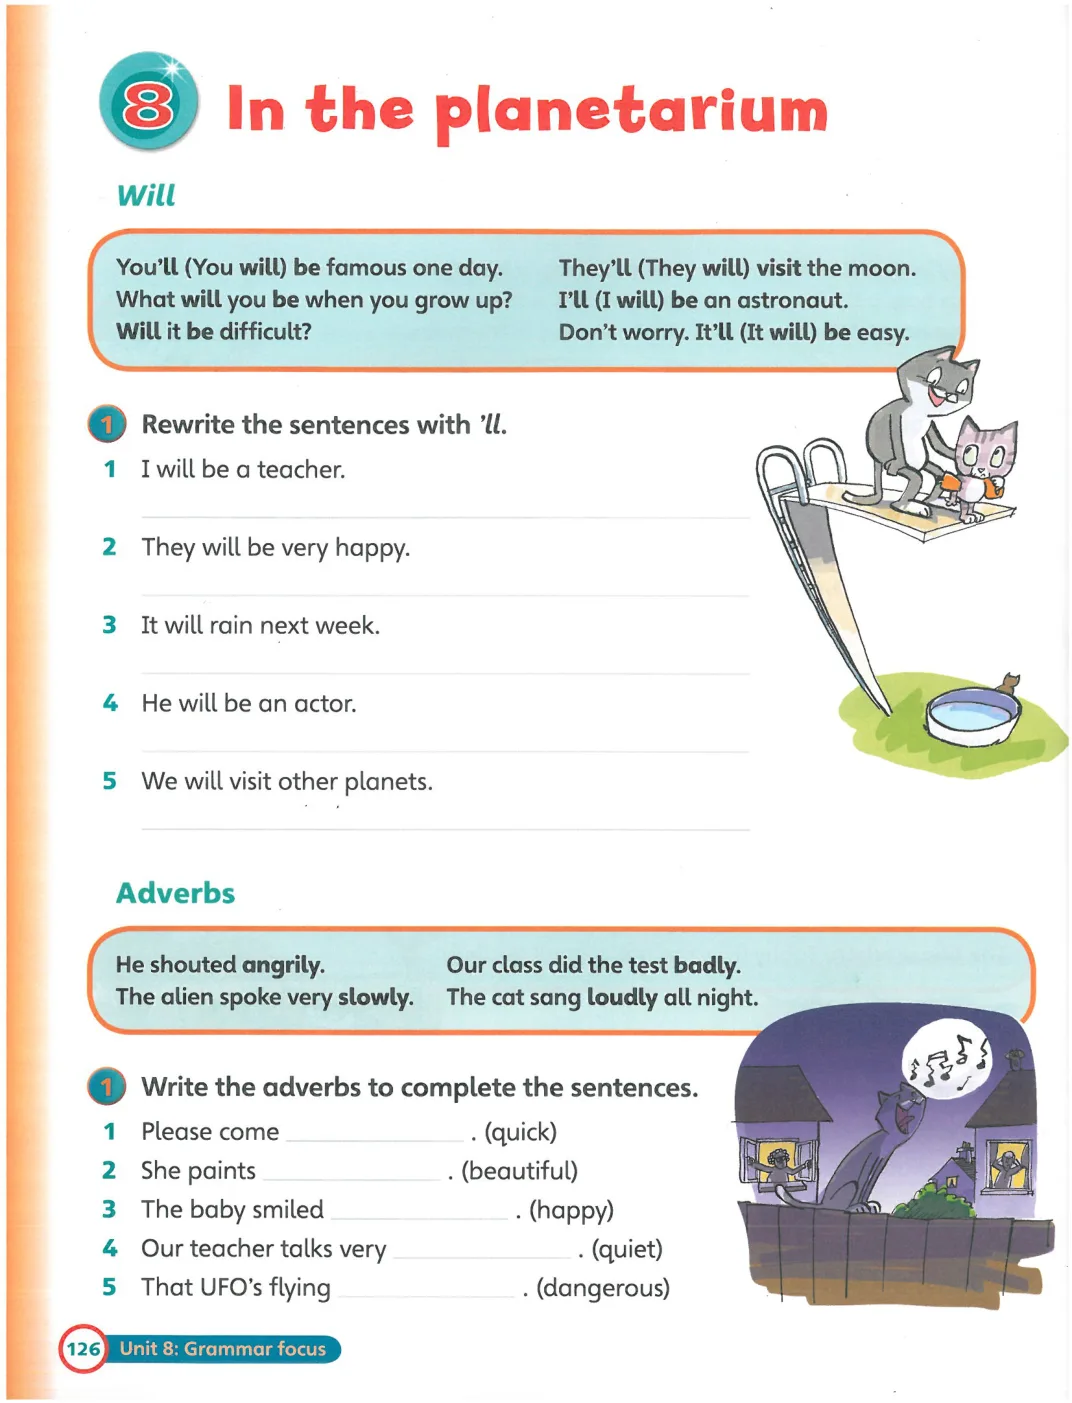 8 In the planetarium
Will
You'll (You will) be famous one day.
What will you be when you grow up?
Will it be difficult?
They'll (They will) visit the moon.
I'll (I will) be an astronaut.
Don't worry. It'll (It will) be easy.
1 Rewrite the sentences with 'll.
1 I will be a teacher.
2 They will be very happy.
3 It will rain next week.
4 He will be an actor.
5 We will visit other planets.
Adverbs
He shouted angrily.
The alien spoke very slowly.
Our class did the test badly.
The cat sang loudly all night.
1 Write the adverbs to complete the sentences.
1 Please come ____________ . (quick)
2 She paints ____________ . (beautiful)
3 The baby smiled ____________ . (happy)
4 Our teacher talks very ____________ . (quiet)
5 That UFO's flying ____________ . (dangerous)
126 Unit 8: Grammar focus